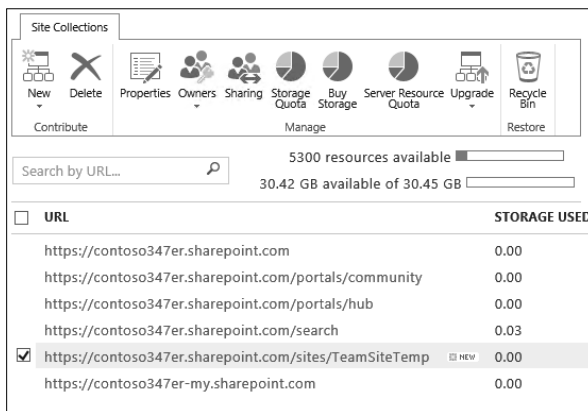 Site Collections
New Delete Properties Owners Sharing Storage Quota Buy Storage Server Resource Quota Upgrade Recycle Bin
Contribute Manage Restore
Search by URL...
5300 resources available
30.42 GB available of 30.45 GB
URL STORAGE USED
https://contoso347er.sharepoint.com 0.00
https://contoso347er.sharepoint.com/portals/community 0.00
https://contoso347er.sharepoint.com/portals/hub 0.00
https://contoso347er.sharepoint.com/search 0.03
https://contoso347er.sharepoint.com/sites/TeamSiteTemp NEW 0.00
https://contoso347er-my.sharepoint.com 0.00